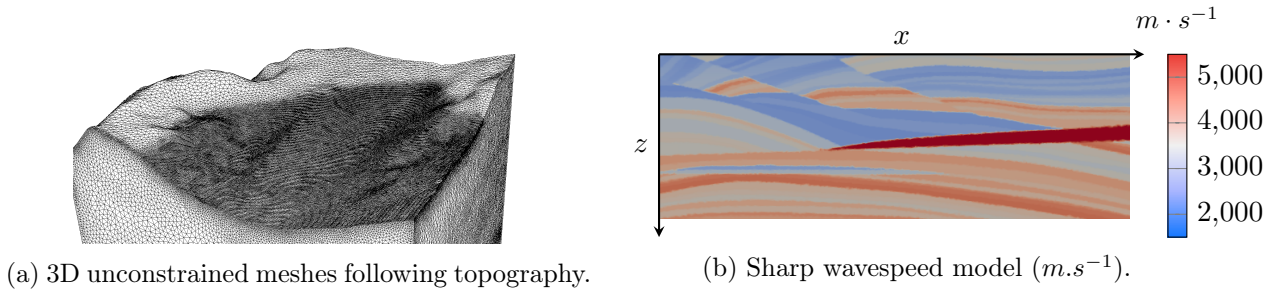 m · s⁻¹
x
z
5,000
4,000
3,000
2,000
(a) 3D unconstrained meshes following topography.
(b) Sharp wavespeed model (m.s⁻¹).